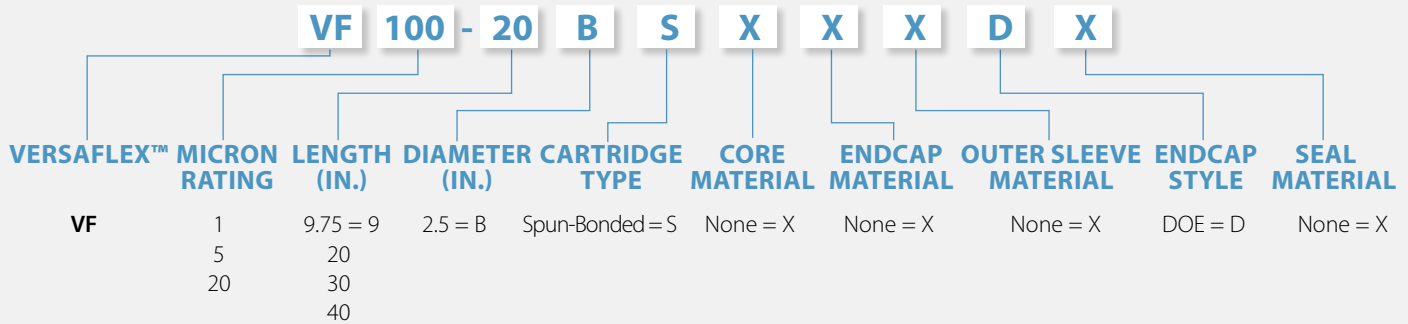 VF 100 - 20 B S X X X D X
VERSAFLEX™ MICRON RATING LENGTH (IN.) DIAMETER (IN.) CARTRIDGE TYPE CORE MATERIAL ENDCAP MATERIAL OUTER SLEEVE MATERIAL ENDCAP STYLE SEAL MATERIAL
VF 1 9.75 = 9 2.5 = B Spun-Bonded = S None = X None = X None = X DOE = D None = X
5 20
20 30
40